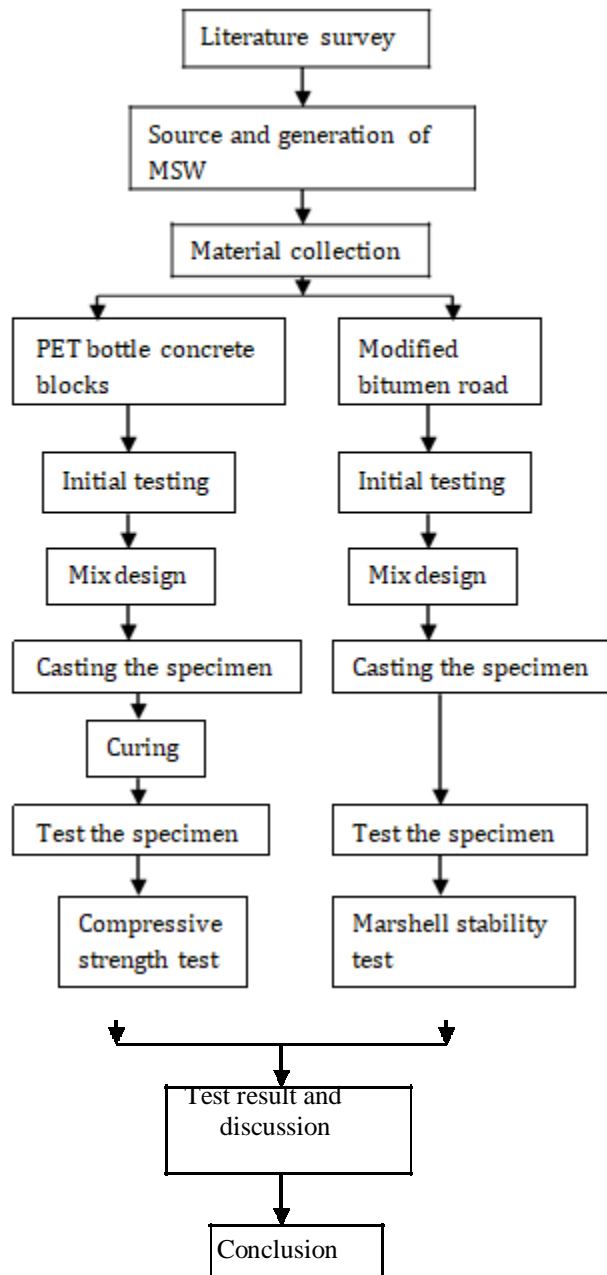 Literature survey
Source and generation of
MSW
Material collection
PET bottle concrete
blocks
Modified
bitumen road
Initial testing
Initial testing
Mix design
Mix design
Casting the specimen
Casting the specimen
Curing
Test the specimen
Test the specimen
Compressive
strength test
Marshell stability
test
Test result and
discussion
Conclusion